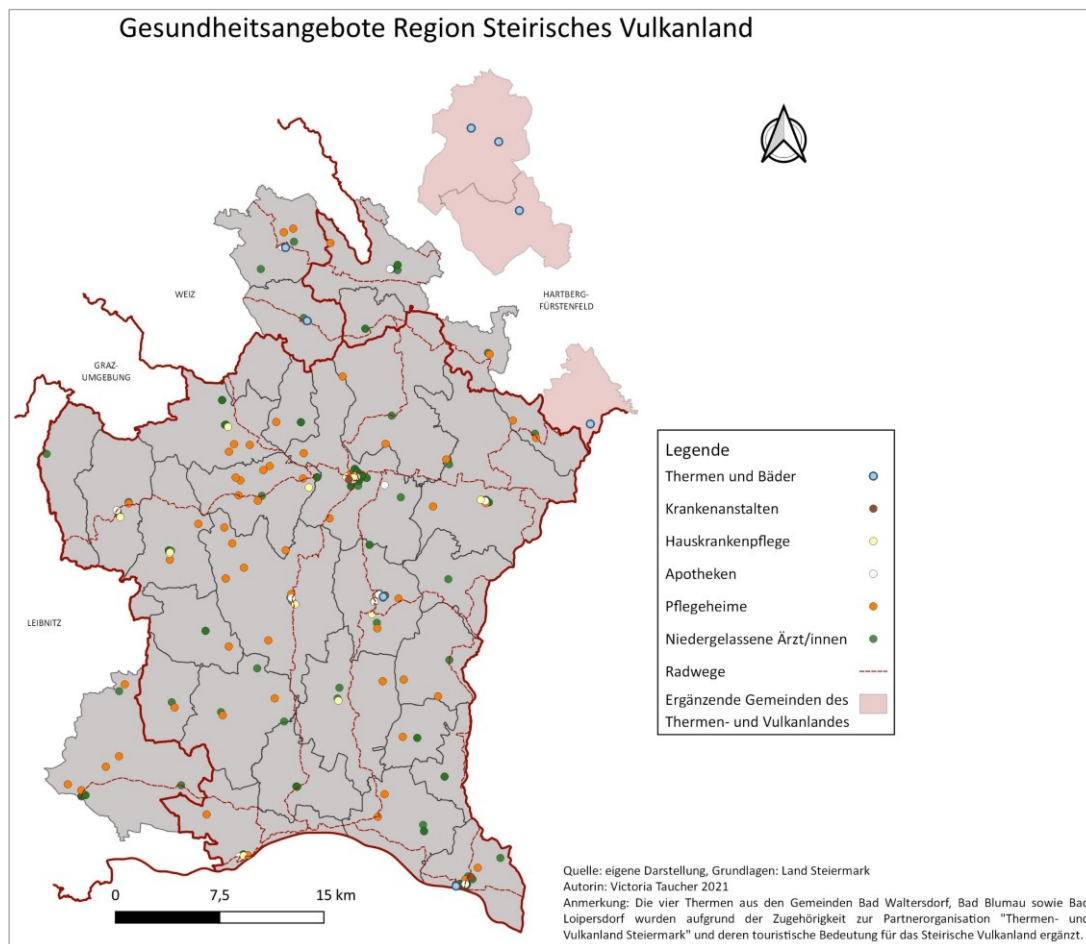 Gesundheitsangebote Region Steirisches Vulkanland
WEIZ
HARTBERG-
FÜRSTENFELD
GRAZ-
UMGEBUNG
LEIBNITZ
Legende
Thermen und Bäder
Krankenanstalten
Hauskrankenpflege
Apotheken
Pflegeheime
Niedergelassene Ärzt/innen
Radwege
Ergänzende Gemeinden des
Thermen- und Vulkanlandes
0 7,5 15 km
Quelle: eigene Darstellung, Grundlagen: Land Steiermark
Autorin: Victoria Taucher 2021
Anmerkung: Die vier Thermen aus den Gemeinden Bad Waltersdorf, Bad Blumau sowie Bad
Loipersdorf wurden aufgrund der Zugehörigkeit zur Partnerorganisation "Thermen- und
Vulkanland Steiermark" und deren touristische Bedeutung für das Steirische Vulkanland ergänzt.